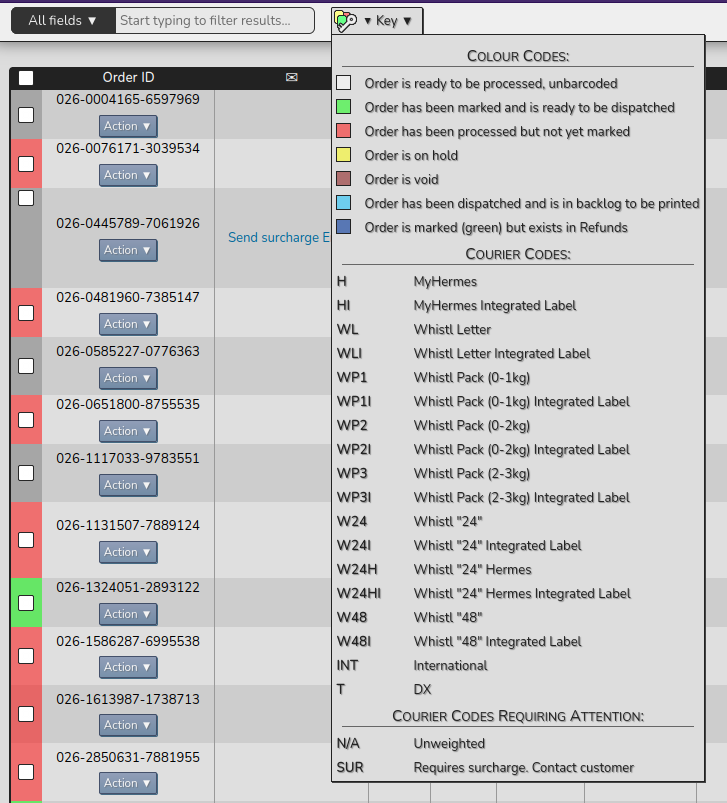 All fields ▼ Start typing to filter results... ▼ Key ▼
Order ID ✉
COLOUR CODES:
Order is ready to be processed, unbarcoded
Order has been marked and is ready to be dispatched
Order has been processed but not yet marked
Order is on hold
Order is void
Order has been dispatched and is in backlog to be printed
Order is marked (green) but exists in Refunds
COURIER CODES:
H MyHermes
HI MyHermes Integrated Label
WL Whistl Letter
WLI Whistl Letter Integrated Label
WP1 Whistl Pack (0-1kg)
WP1I Whistl Pack (0-1kg) Integrated Label
WP2 Whistl Pack (0-2kg)
WP2I Whistl Pack (0-2kg) Integrated Label
WP3 Whistl Pack (2-3kg)
WP3I Whistl Pack (2-3kg) Integrated Label
W24 Whistl "24"
W24I Whistl "24" Integrated Label
W24H Whistl "24" Hermes
W24HI Whistl "24" Hermes Integrated Label
W48 Whistl "48"
W48I Whistl "48" Integrated Label
INT International
T DX
COURIER CODES REQUIRING ATTENTION:
N/A Unweighted
SUR Requires surcharge. Contact customer
026-0004165-6597969
Action ▼
026-0076171-3039534
Action ▼
026-0445789-7061926
Action ▼
Send surcharge E
026-0481960-7385147
Action ▼
026-0585227-0776363
Action ▼
026-0651800-8755535
Action ▼
026-1117033-9783551
Action ▼
026-1131507-7889124
Action ▼
026-1324051-2893122
Action ▼
026-1586287-6995538
Action ▼
026-1613987-1738713
Action ▼
026-2850631-7881955
Action ▼